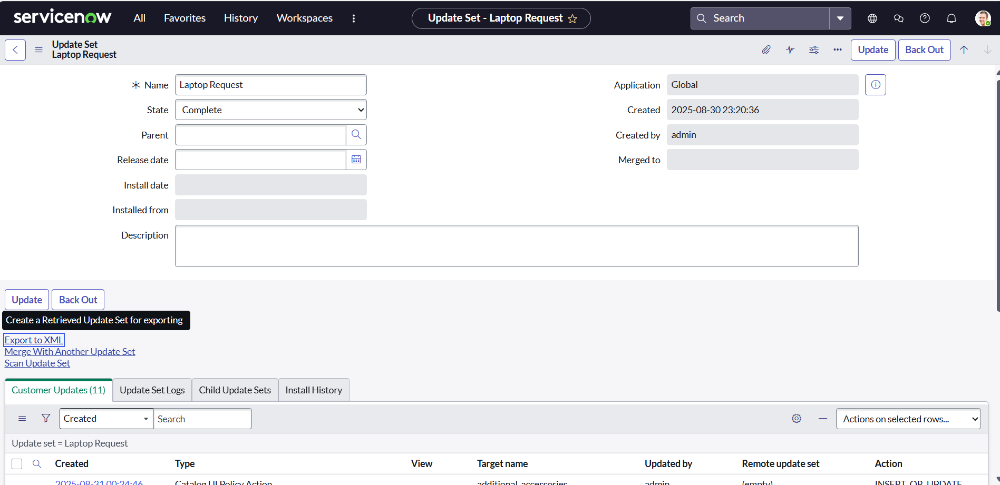 servicenow All Favorites History Workspaces Update Set - Laptop Request Search
Update Set
Laptop Request
Update Back Out
Name Laptop Request Application Global
State Complete Created 2025-08-30 23:20:36
Parent Created by admin
Release date Merged to
Install date
Installed from
Description
Update Back Out
Create a Retrieved Update Set for exporting
Export to XML
Merge With Another Update Set
Scan Update Set
Customer Updates (11) Update Set Logs Child Update Sets Install History
Created Search Actions on selected rows...
Update set = Laptop Request
Created Type View Target name Updated by Remote update set Action
2025-08-31 00:24:46 Catalog UI Policy Action additional_accessories admin (empty) INSERT_OR_UPDATE